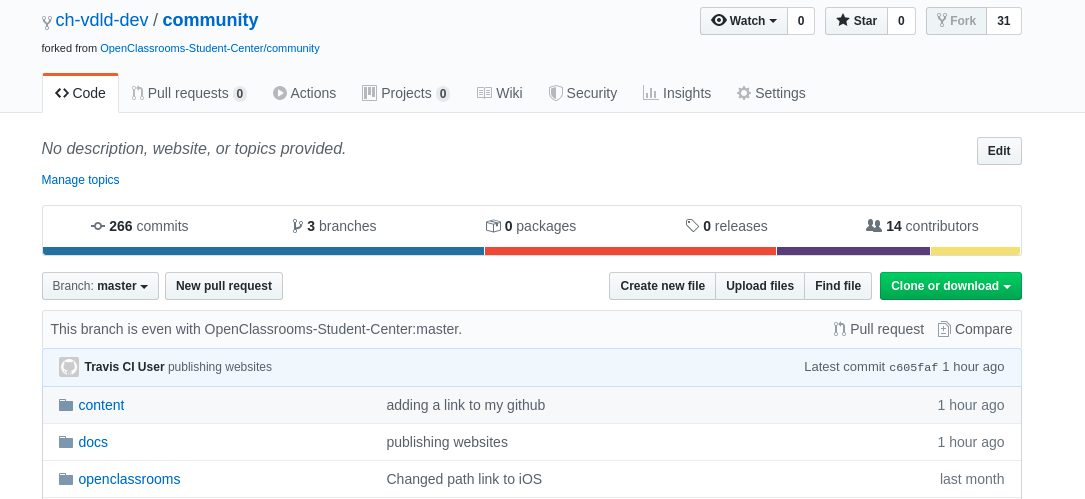 ch-vdld-dev / community
Watch 0 Star 0 Fork 31
forked from OpenClassrooms-Student-Center/community
Code Pull requests 0 Actions Projects 0 Wiki Security Insights Settings
No description, website, or topics provided.
Edit
Manage topics
266 commits 3 branches 0 packages 0 releases 14 contributors
Branch: master New pull request Create new file Upload files Find file Clone or download
This branch is even with OpenClassrooms-Student-Center:master. Pull request Compare
Travis CI User publishing websites Latest commit c605faf 1 hour ago
content adding a link to my github 1 hour ago
docs publishing websites 1 hour ago
openclassrooms Changed path link to iOS last month